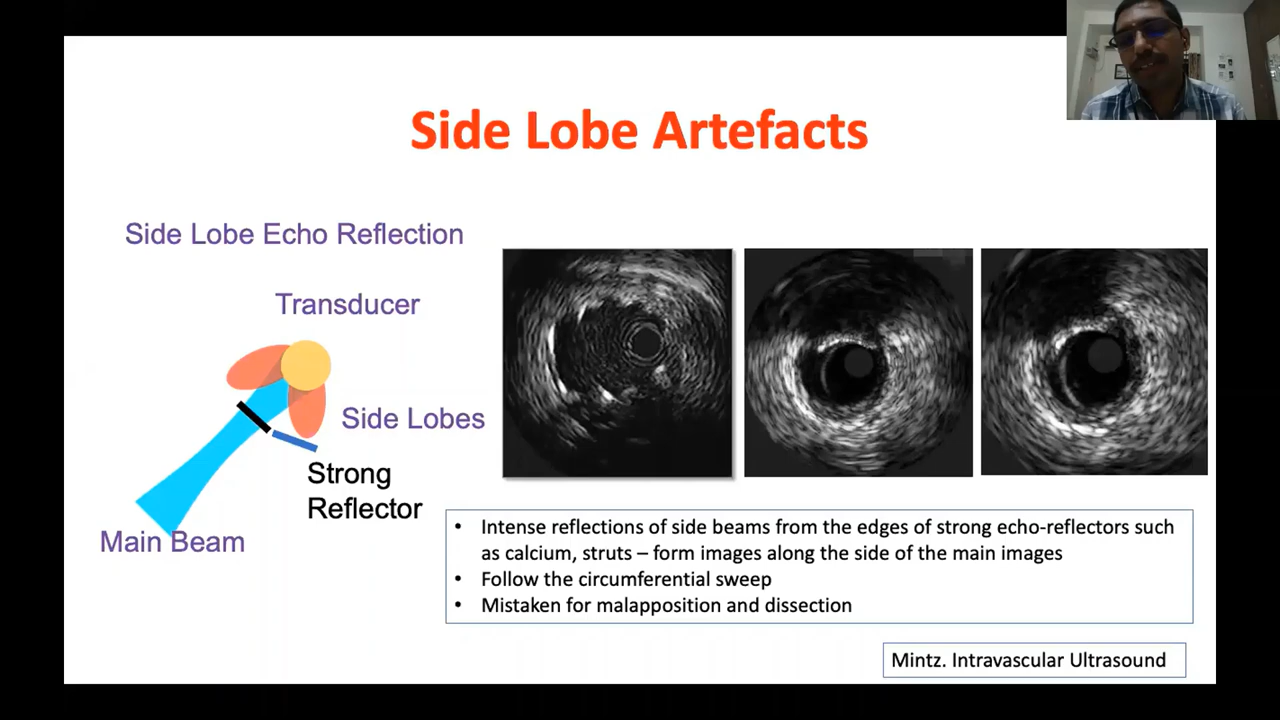 Side Lobe Artefacts
Side Lobe Echo Reflection
Transducer
Side Lobes
Strong
Reflector
Main Beam
• Intense reflections of side beams from the edges of strong echo-reflectors such
as calcium, struts – form images along the side of the main images
• Follow the circumferential sweep
• Mistaken for malapposition and dissection
Mintz. Intravascular Ultrasound